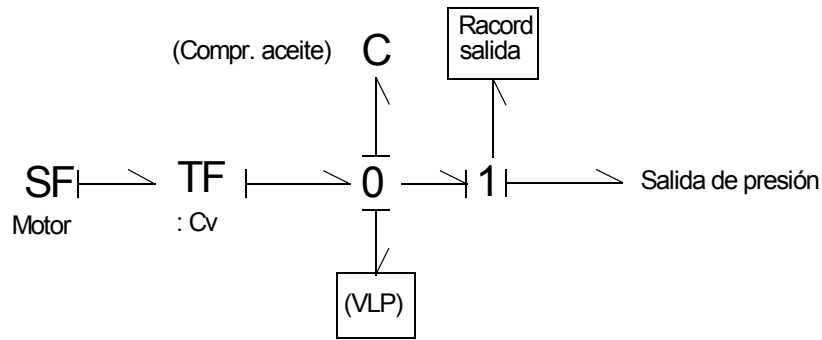 Racord
salida
(Compr. aceite) C
SF TF 0 1 Salida de presión
Motor : Cv
(VLP)